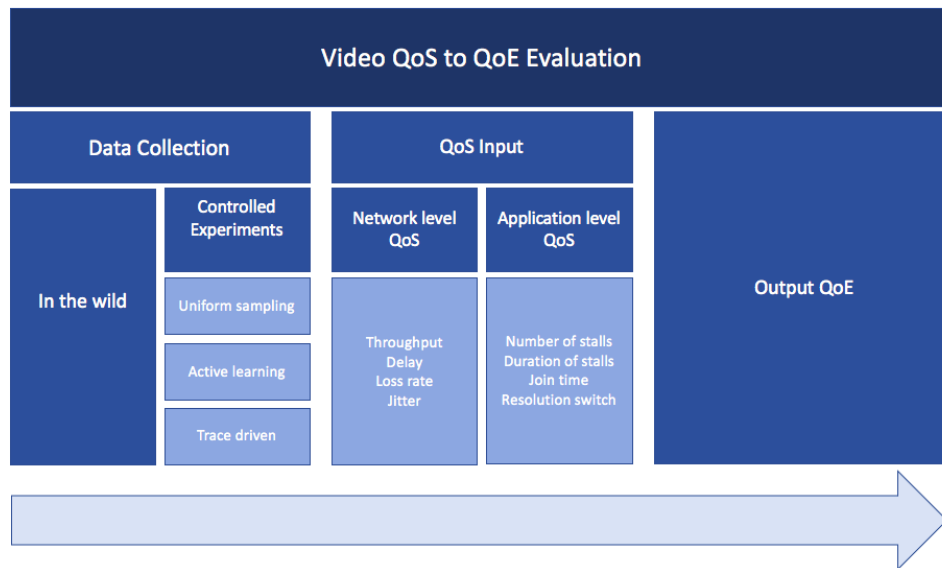 Video QoS to QoE Evaluation
Data Collection
QoS Input
In the wild
Controlled
Experiments
Uniform sampling
Active learning
Trace driven
Network level
QoS
Throughput
Delay
Loss rate
Jitter
Application level
QoS
Number of stalls
Duration of stalls
Join time
Resolution switch
Output QoE